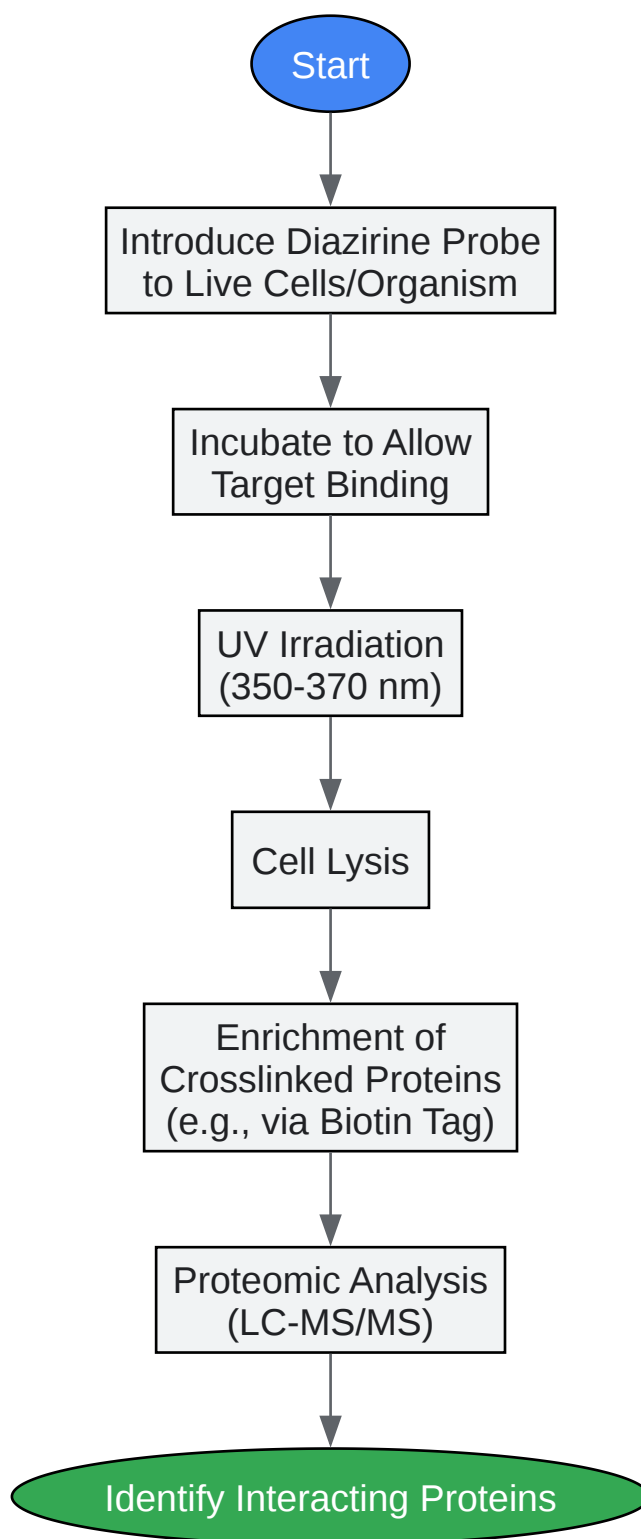 Start
Introduce Diazirine Probe
to Live Cells/Organism
Incubate to Allow
Target Binding
UV Irradiation
(350-370 nm)
Cell Lysis
Enrichment of
Crosslinked Proteins
(e.g., via Biotin Tag)
Proteomic Analysis
(LC-MS/MS)
Identify Interacting Proteins